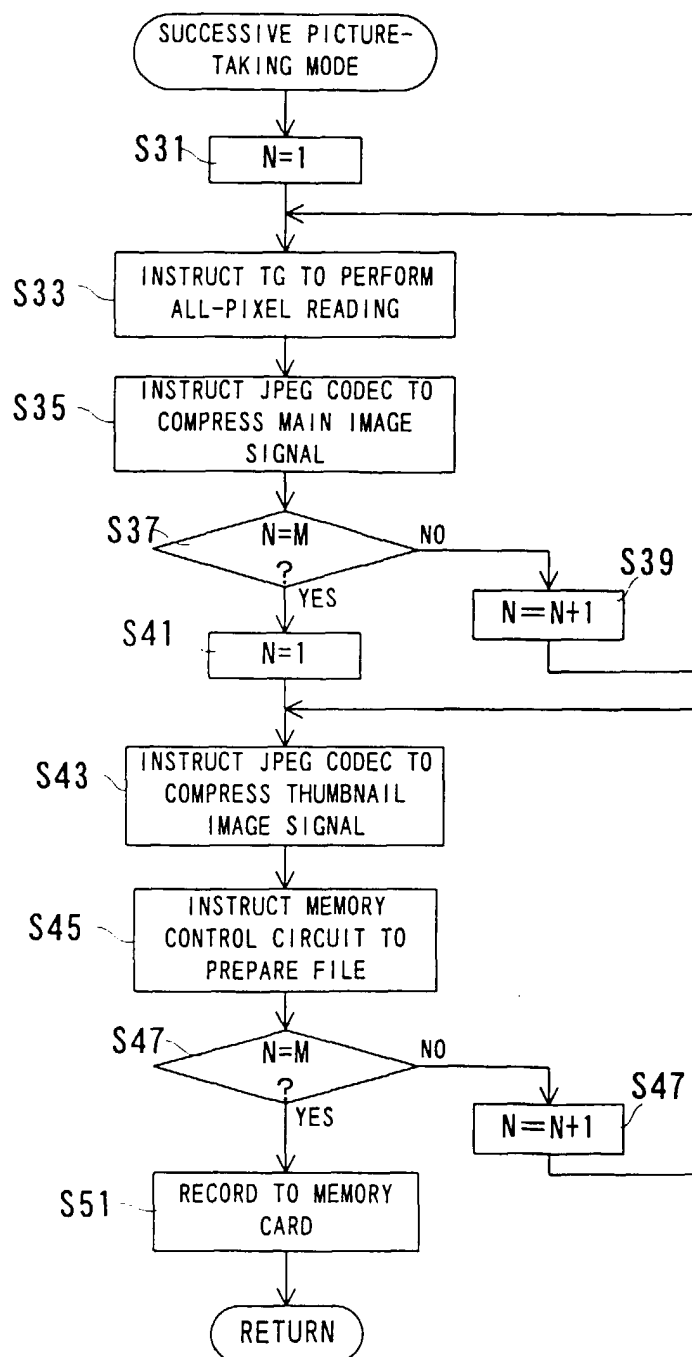 SUCCESSIVE PICTURE-
TAKING MODE
S31
N=1
S33
INSTRUCT TG TO PERFORM
ALL-PIXEL READING
S35
INSTRUCT JPEG CODEC TO
COMPRESS MAIN IMAGE
SIGNAL
S37
N=M
?
NO
YES
S39
N=N+1
S41
N=1
S43
INSTRUCT JPEG CODEC TO
COMPRESS THUMBNAIL
IMAGE SIGNAL
S45
INSTRUCT MEMORY
CONTROL CIRCUIT TO
PREPARE FILE
S47
N=M
?
NO
YES
S47
N=N+1
S51
RECORD TO MEMORY
CARD
RETURN